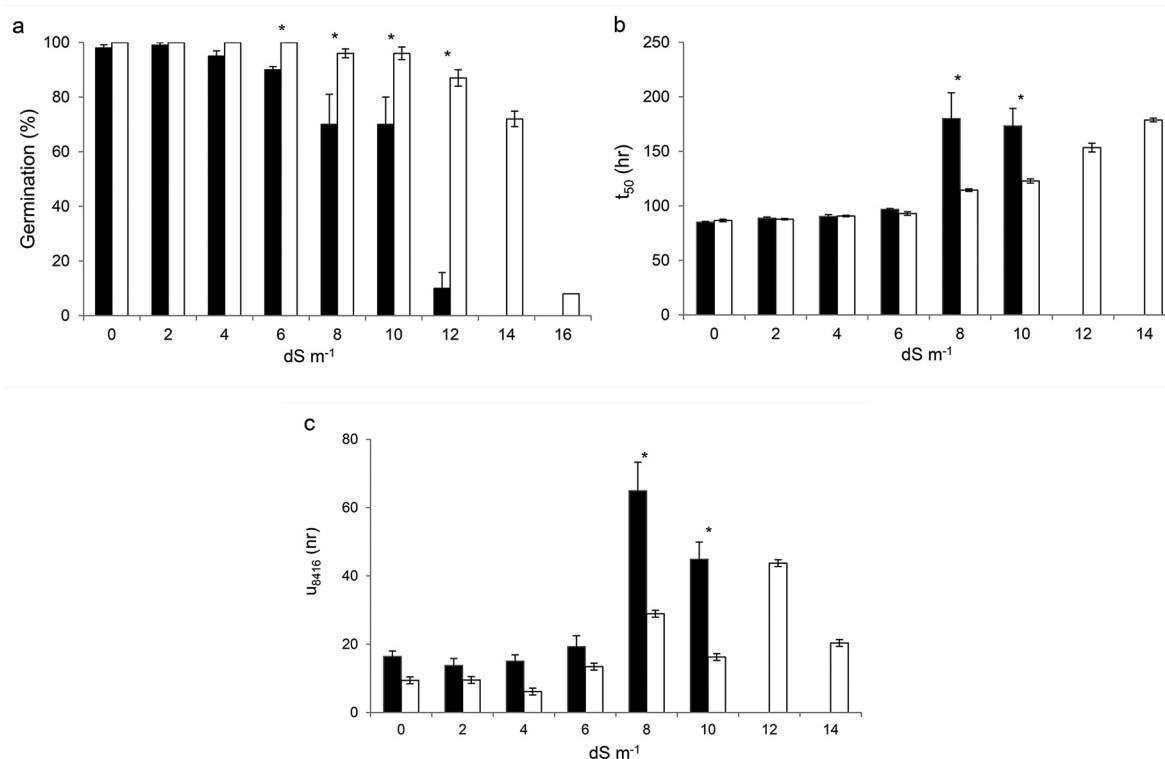 a
* * * *
100
80
60
40
20
0
Germination (%)
0 2 4 6 8 10 12 14 16
dS m⁻¹
b
* *
250
200
150
100
50
0
t₅₀ (hr)
0 2 4 6 8 10 12 14
dS m⁻¹
c
* *
80
60
40
20
0
u₈₄₁₆ (nr)
0 2 4 6 8 10 12 14
dS m⁻¹